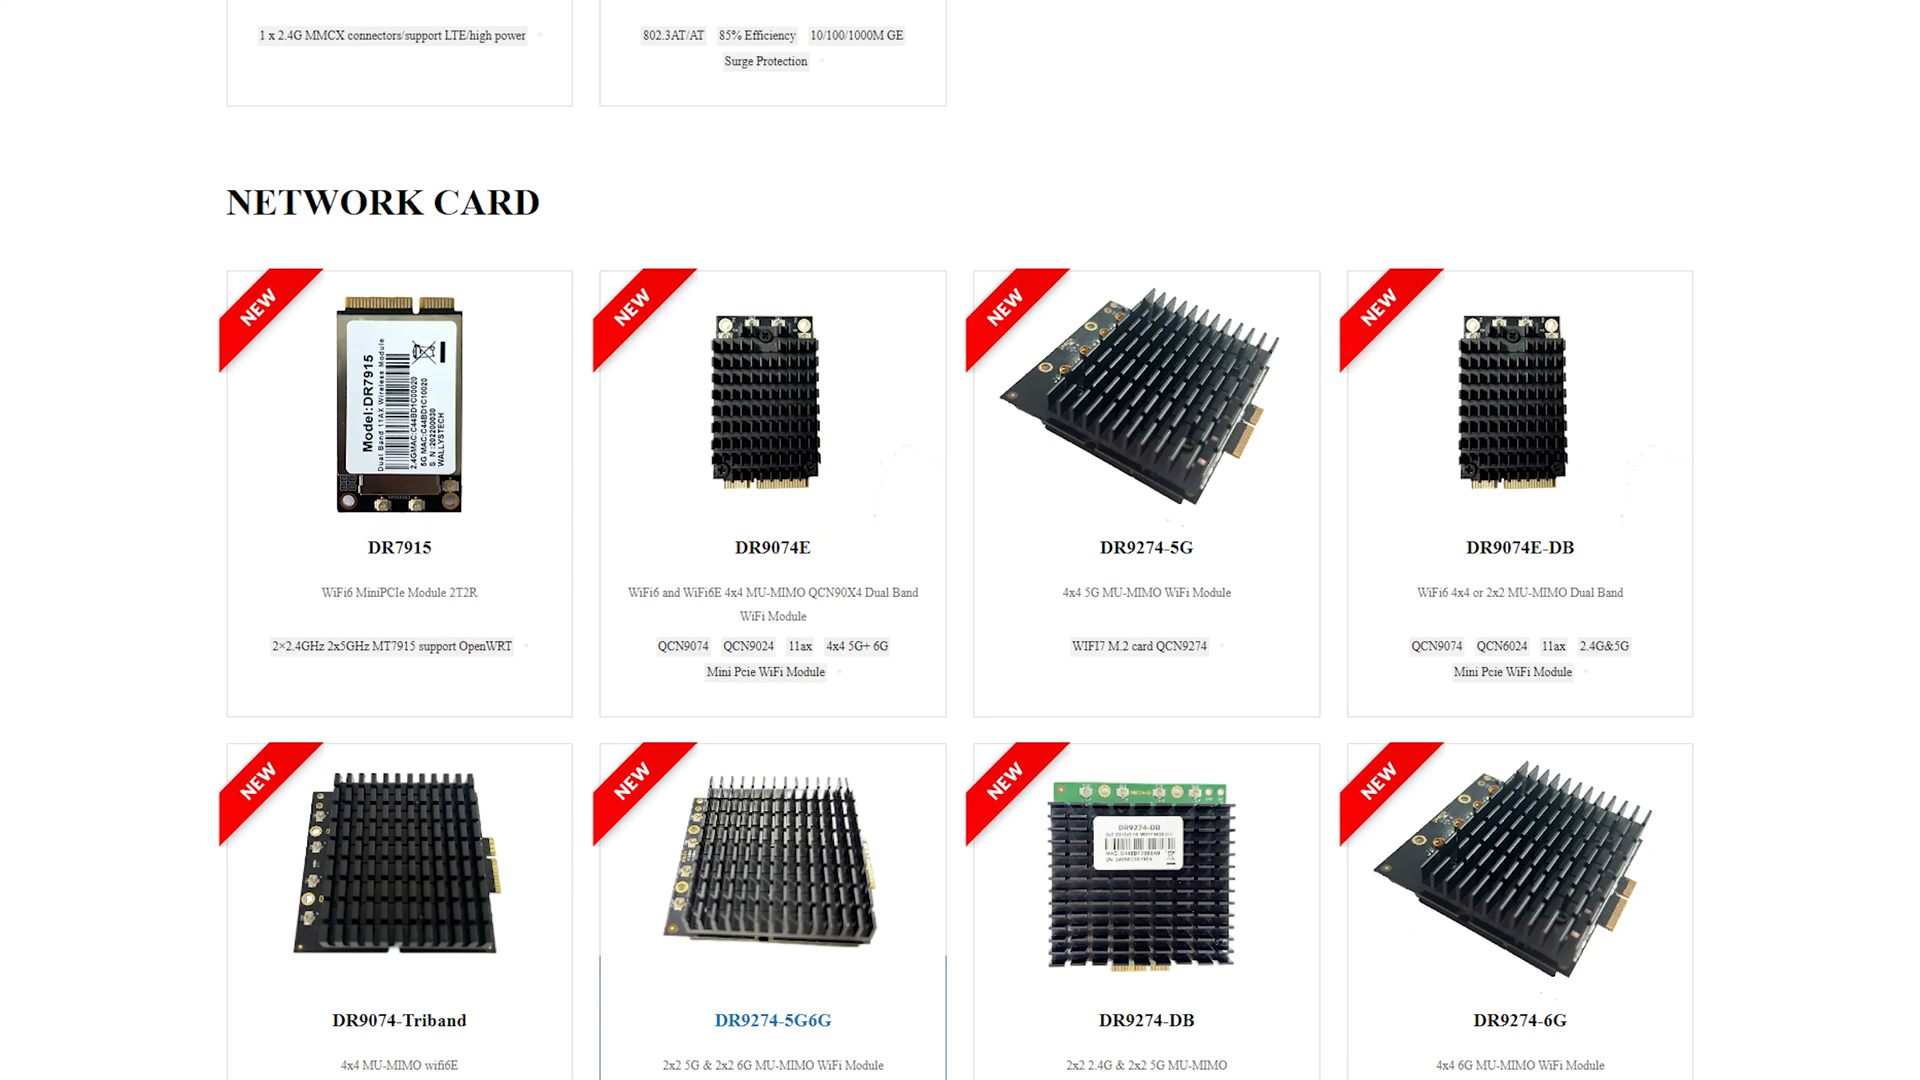 1 x 2.4G MMCX connectors/support LTE/high power
802.3AT/AT 85% Efficiency 10/100/1000M GE
Surge Protection
NETWORK CARD
NEW
NEW
NEW
NEW
Model:DR7915
Dual Band 11AX Wireless Module
2.4GMAC:C44BD1C00020
5G MAC:C44BD1C10020
S N:202200030
WALLYSTECH
DR7915
DR9074E
DR9274-5G
DR9074E-DB
WiFi6 MiniPCIe Module 2T2R
WiFi6 and WiFi6E 4x4 MU-MIMO QCN90X4 Dual Band
WiFi Module
4x4 5G MU-MIMO WiFi Module
WiFi6 4x4 or 2x2 MU-MIMO Dual Band
2×2.4GHz 2x5GHz MT7915 support OpenWRT
QCN9074 QCN9024 11ax 4x4 5G+ 6G
Mini Pcie WiFi Module
WIFI7 M.2 card QCN9274
QCN9074 QCN6024 11ax 2.4G&5G
Mini Pcie WiFi Module
NEW
NEW
NEW
NEW
DR9274-DB
DR9074-Triband
DR9274-5G6G
DR9274-DB
DR9274-6G
4x4 MU-MIMO wifi6E
2x2 5G & 2x2 6G MU-MIMO WiFi Module
2x2 2.4G & 2x2 5G MU-MIMO
4x4 6G MU-MIMO WiFi Module